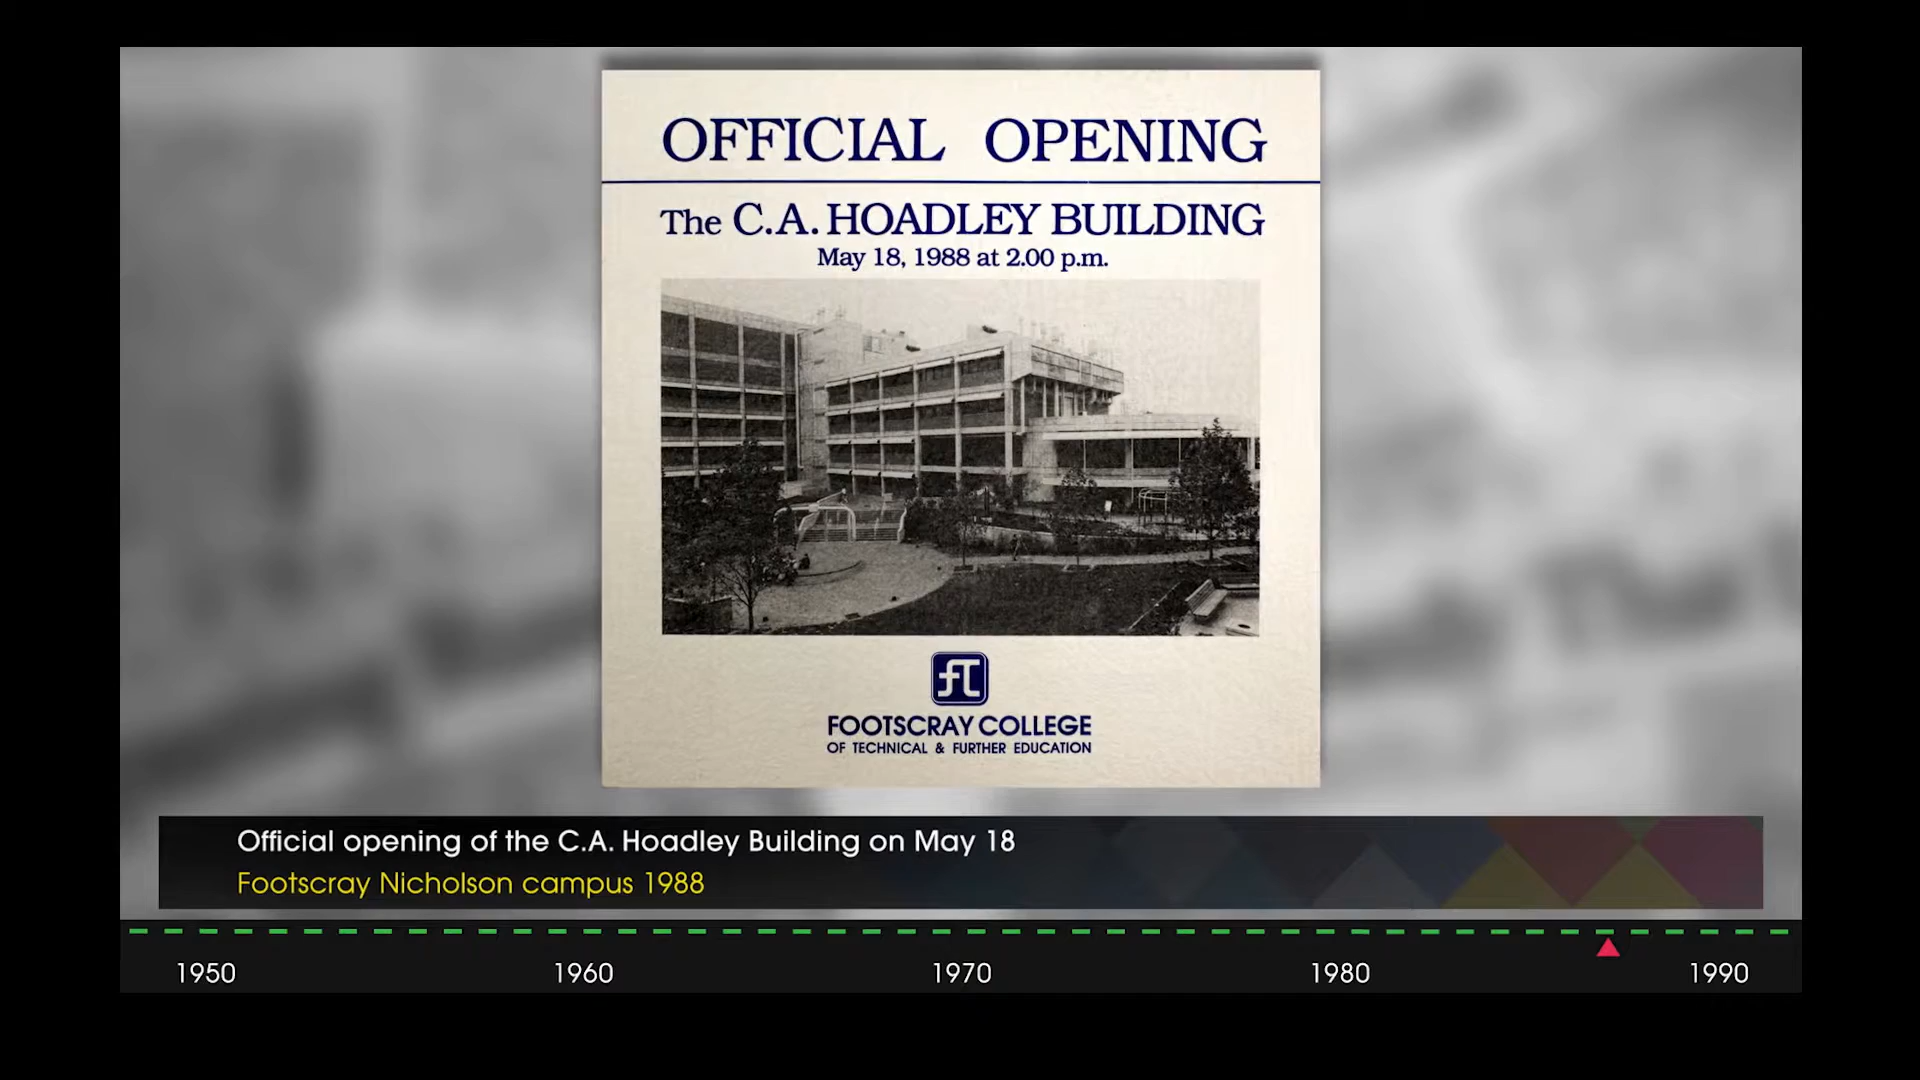 OFFICIAL OPENING
The C.A. HOADLEY BUILDING
May 18, 1988 at 2.00 p.m.
fT
FOOTSCRAY COLLEGE
OF TECHNICAL & FURTHER EDUCATION
Official opening of the C.A. Hoadley Building on May 18
Footscray Nicholson campus 1988
1950 1960 1970 1980 1990